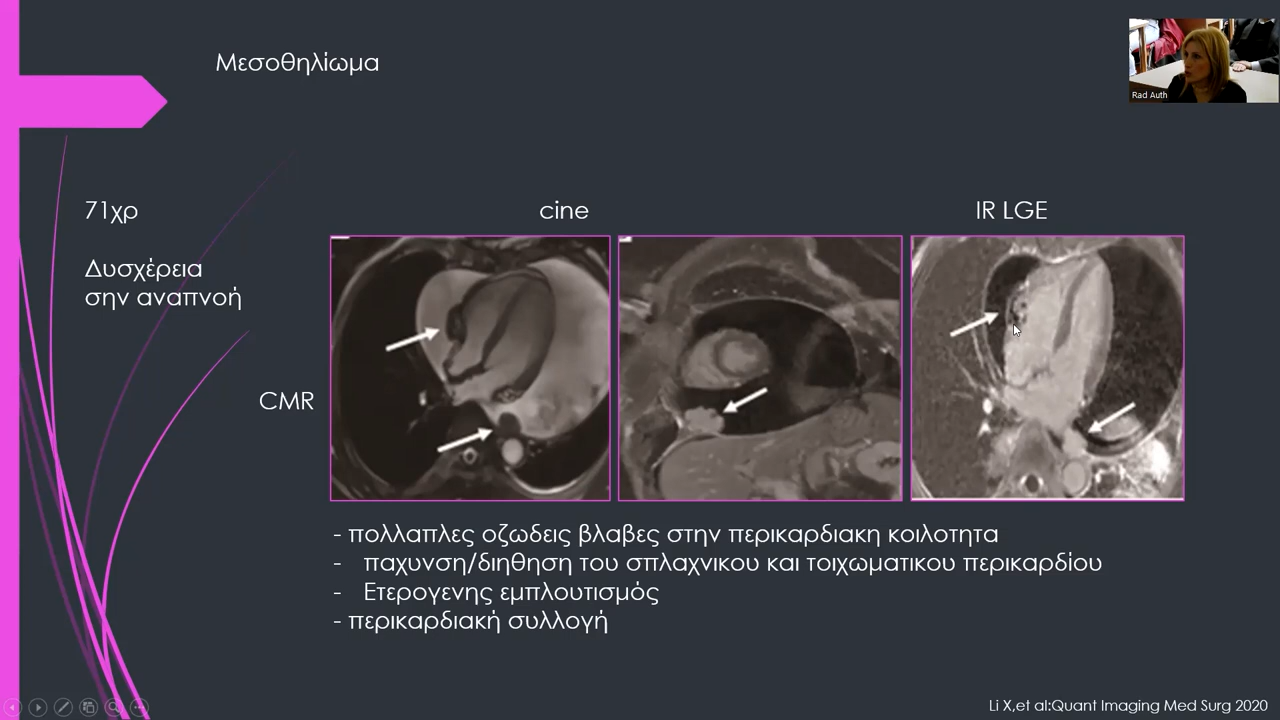 Μεσοθηλίωμα
Rad Auth
71χρ
cine
IR LGE
Δυσχέρεια
σην αναπνοή
CMR
- πολλαπλες οζωδεις βλαβες στην περικαρδιακη κοιλοτητα
- παχυνση/διηθηση του σπλαχνικου και τοιχωματικου περικαρδίου
- Ετερογενης εμπλουτισμός
- περικαρδιακή συλλογή
Li X,et al:Quant Imaging Med Surg 2020